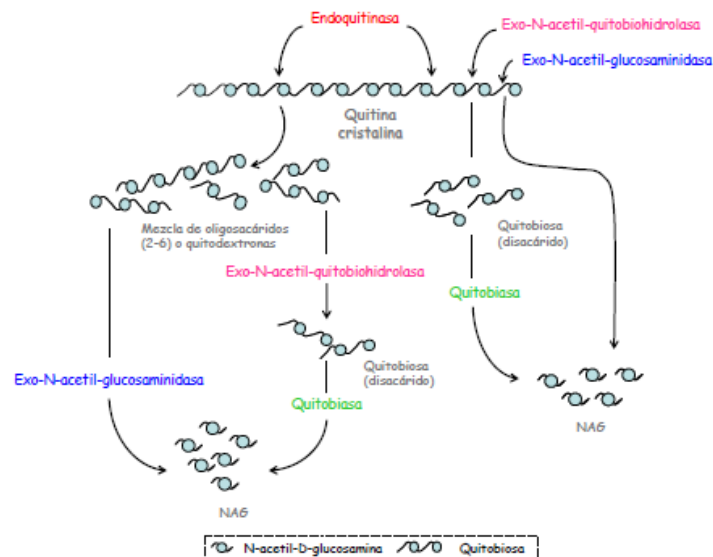 Endoquitinasa
Exo-N-acetil-quitobiohidrolasa
Exo-N-acetil-glucosaminidasa
Quitina
cristalina
Mezcla de oligosacáridos
(2-6) o quitodextronas
Quitobiosa
(disacárido)
Exo-N-acetil-quitobiohidrolasa
Quitobiasa
Exo-N-acetil-glucosaminidasa
Quitobiosa
(disacárido)
Quitobiasa
NAG
NAG
N-acetil-D-glucosamina Quitobiosa